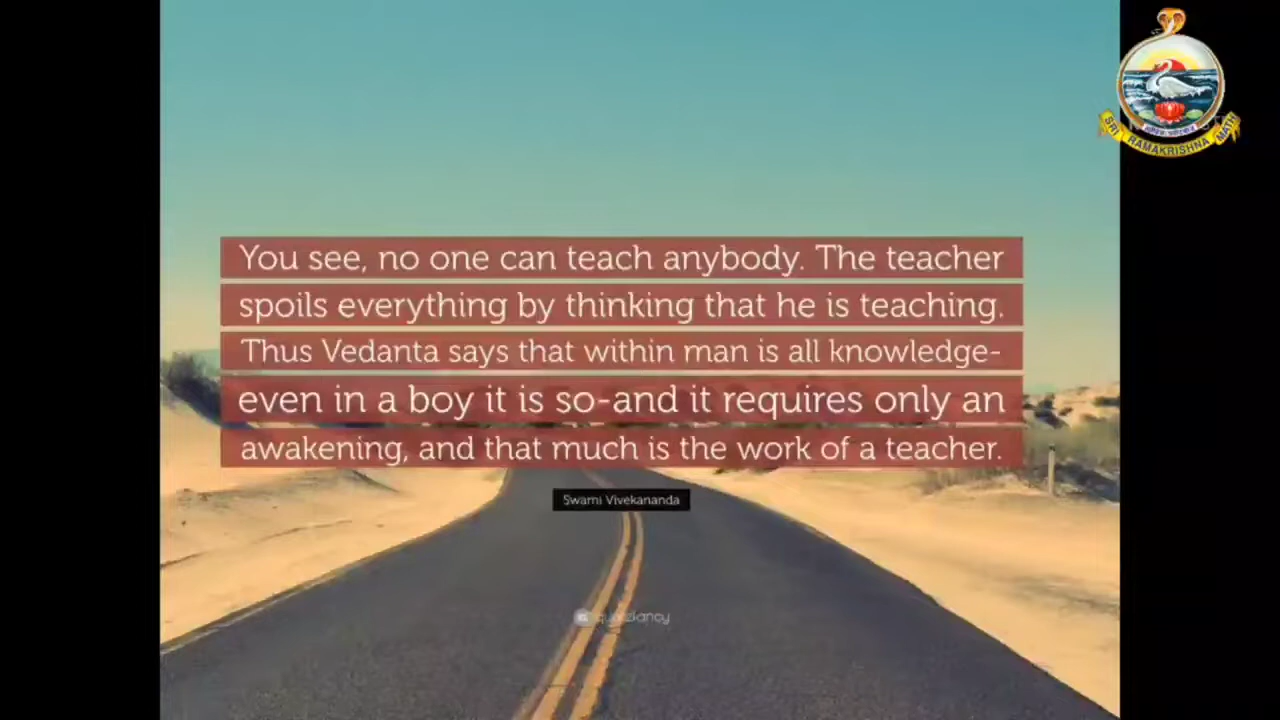 You see, no one can teach anybody. The teacher
spoils everything by thinking that he is teaching.
Thus Vedanta says that within man is all knowledge-
even in a boy it is so-and it requires only an
awakening, and that much is the work of a teacher.
Swami Vivekananda
SRI RAMAKRISHNA MATH